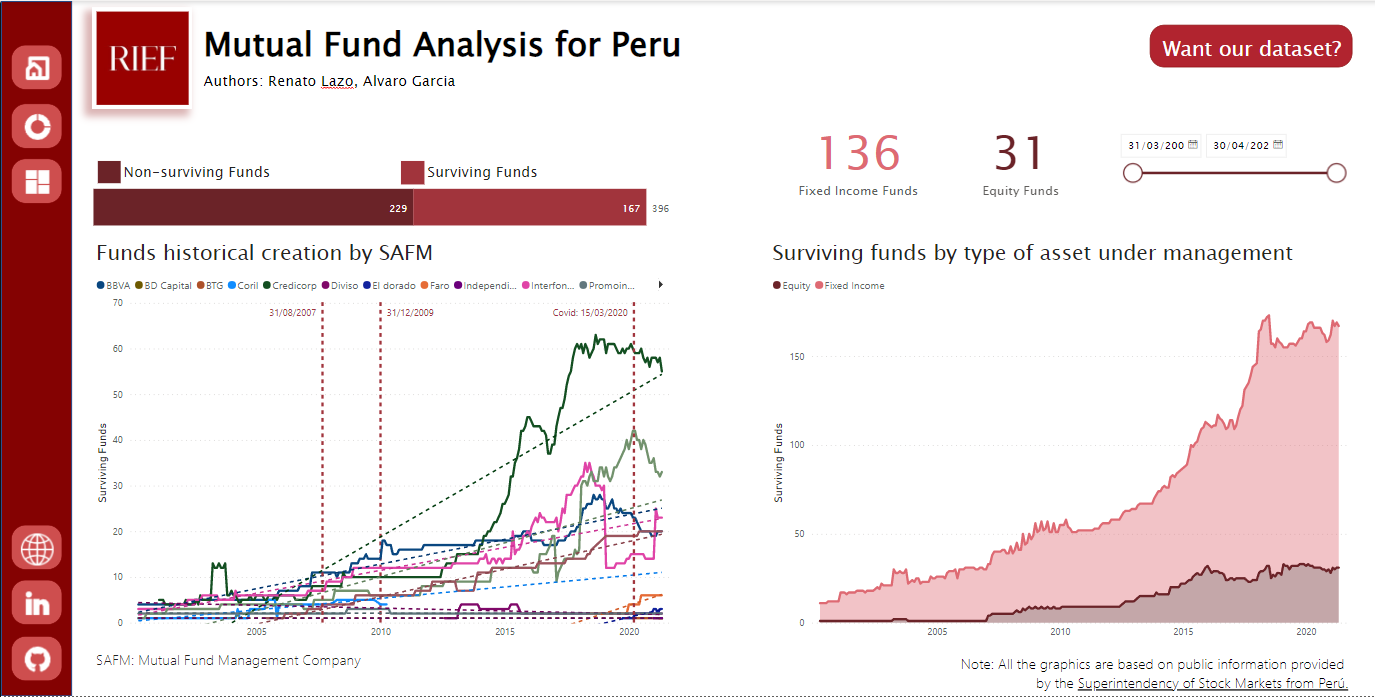 RIEF
Mutual Fund Analysis for Peru
Authors: Renato Lazo, Alvaro Garcia
Want our dataset?
136
Fixed Income Funds
31
Equity Funds
31/03/200
30/04/202
Non-surviving Funds
Surviving Funds
229
167
396
Funds historical creation by SAFM
BBVA BD Capital BTG Coril Credicorp Diviso El dorado Faro Independi... Interfon... Promoin...
31/08/2007
31/12/2009
Covid: 15/03/2020
Surviving Funds
70
60
50
40
30
20
10
0
2005
2010
2015
2020
SAFM: Mutual Fund Management Company
Surviving funds by type of asset under management
Equity Fixed Income
Surviving Funds
150
100
50
0
2005
2010
2015
2020
Note: All the graphics are based on public information provided
by the Superintendency of Stock Markets from Perú.
in